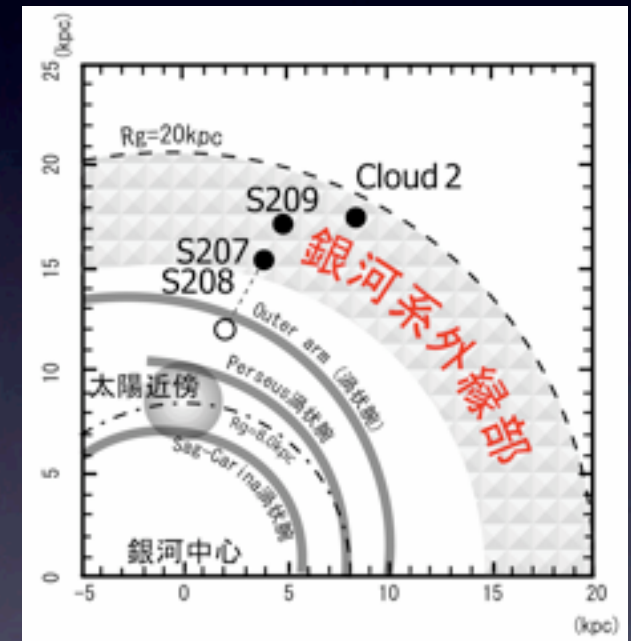 (kpc)
25
Rg=20kpc
20
Cloud 2
S209
S207
S208
15
銀河系外縁部
Outer arm (渦状腕)
Perseus渦状腕
10
太陽近傍
Rg=8.0kpc
Sag-Carina渦状腕
5
銀河中心
0
-5
0
5
10
15
20
(kpc)